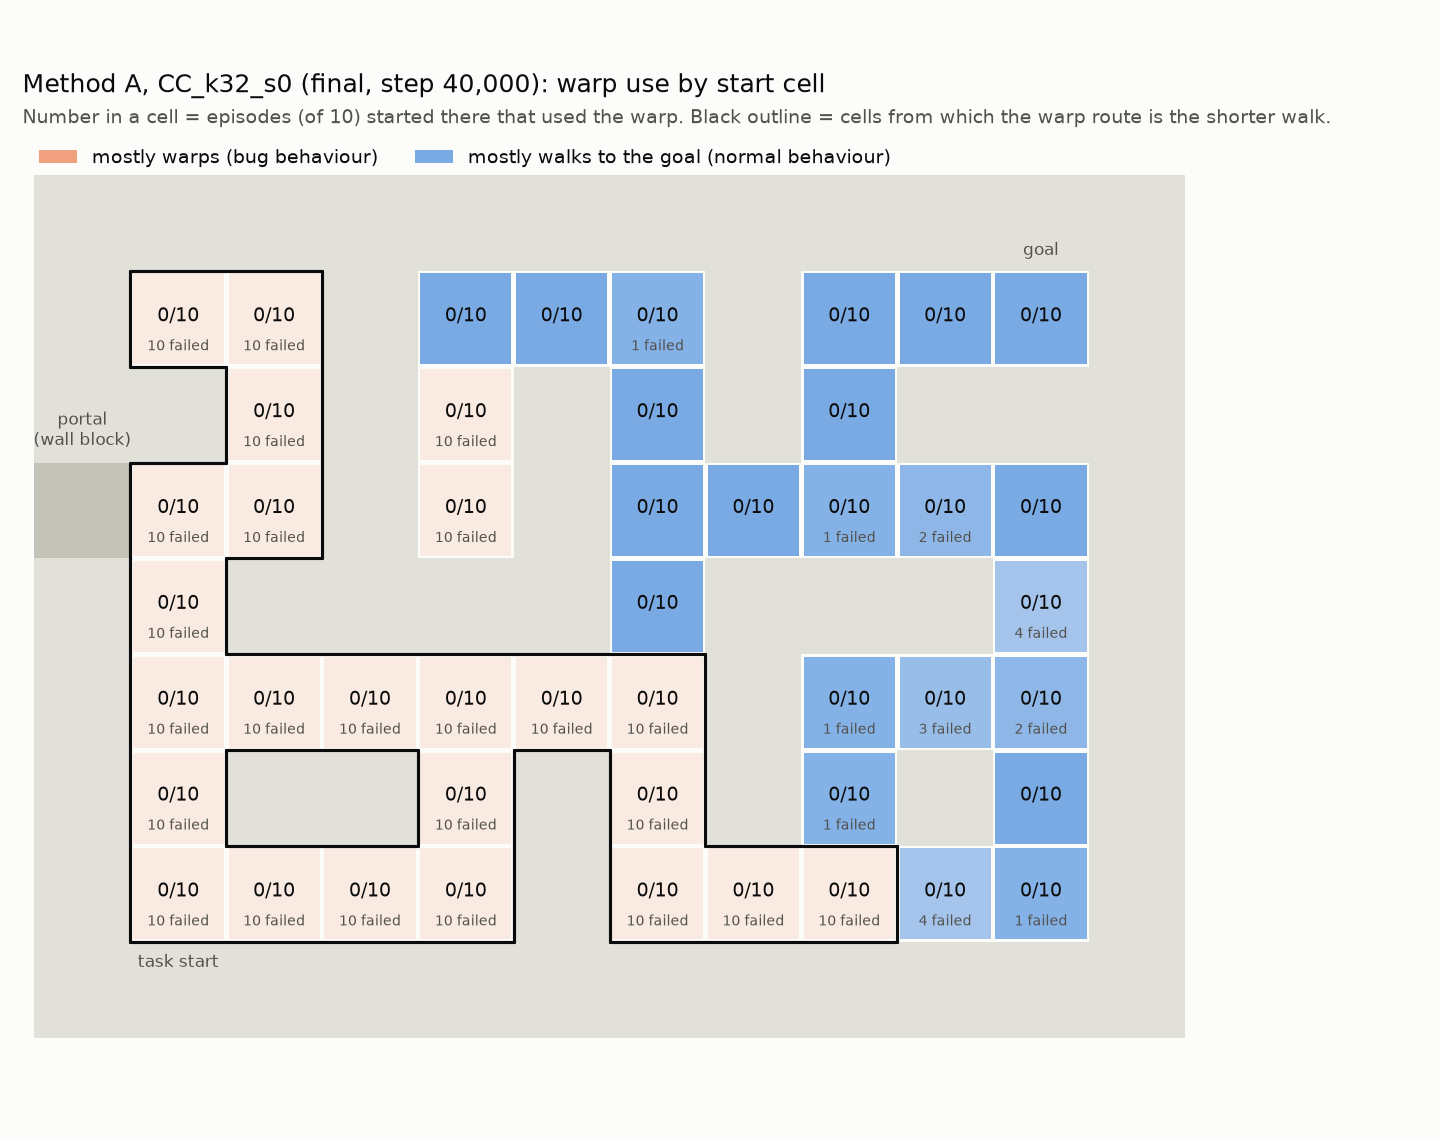 Method A, CC_k32_s0 (final, step 40,000): warp use by start cell
Number in a cell = episodes (of 10) started there that used the warp. Black outline = cells from which the warp route is the shorter walk.
mostly warps (bug behaviour) mostly walks to the goal (normal behaviour)
goal
0/10 0/10 0/10 0/10 0/10 0/10 0/10 0/10
10 failed 10 failed 1 failed
0/10 0/10 0/10 0/10
portal
(wall block)
10 failed 10 failed
0/10 0/10 0/10 0/10 0/10 0/10 0/10 0/10
10 failed 10 failed 10 failed 1 failed 2 failed
0/10 0/10 0/10
10 failed 4 failed
0/10 0/10 0/10 0/10 0/10 0/10 0/10 0/10 0/10
10 failed 10 failed 10 failed 10 failed 10 failed 10 failed 1 failed 3 failed 2 failed
0/10 0/10 0/10 0/10 0/10
10 failed 10 failed 10 failed 1 failed
0/10 0/10 0/10 0/10 0/10 0/10 0/10 0/10 0/10
10 failed 10 failed 10 failed 10 failed 10 failed 10 failed 10 failed 4 failed 1 failed
task start